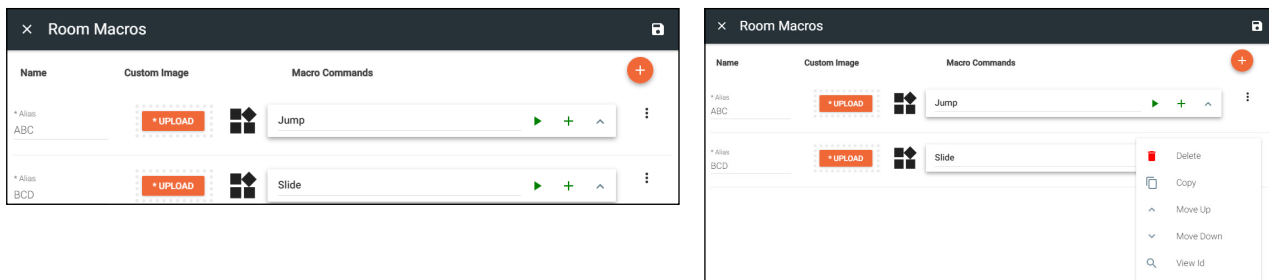 × Room Macros
Name Custom Image Macro Commands
+
* Alias
ABC
* UPLOAD
Jump
+
* Alias
BCD
* UPLOAD
Slide
+
× Room Macros
Name Custom Image Macro Commands
+
* Alias
ABC
* UPLOAD
Jump
+
* Alias
BCD
* UPLOAD
Slide
Delete
Copy
Move Up
Move Down
View Id